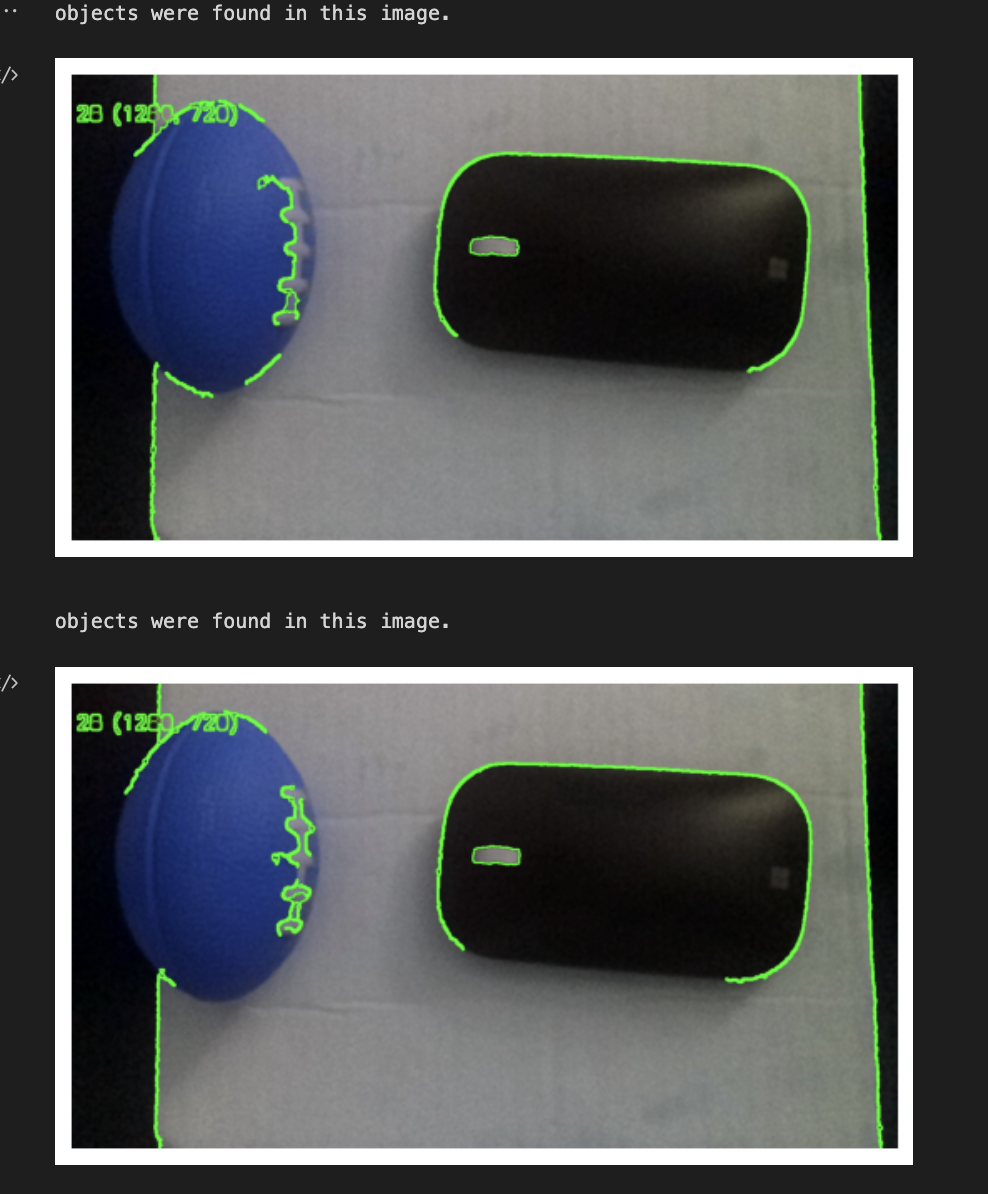 objects were found in this image.
28 (1280, 720)
objects were found in this image.
28 (1280, 720)